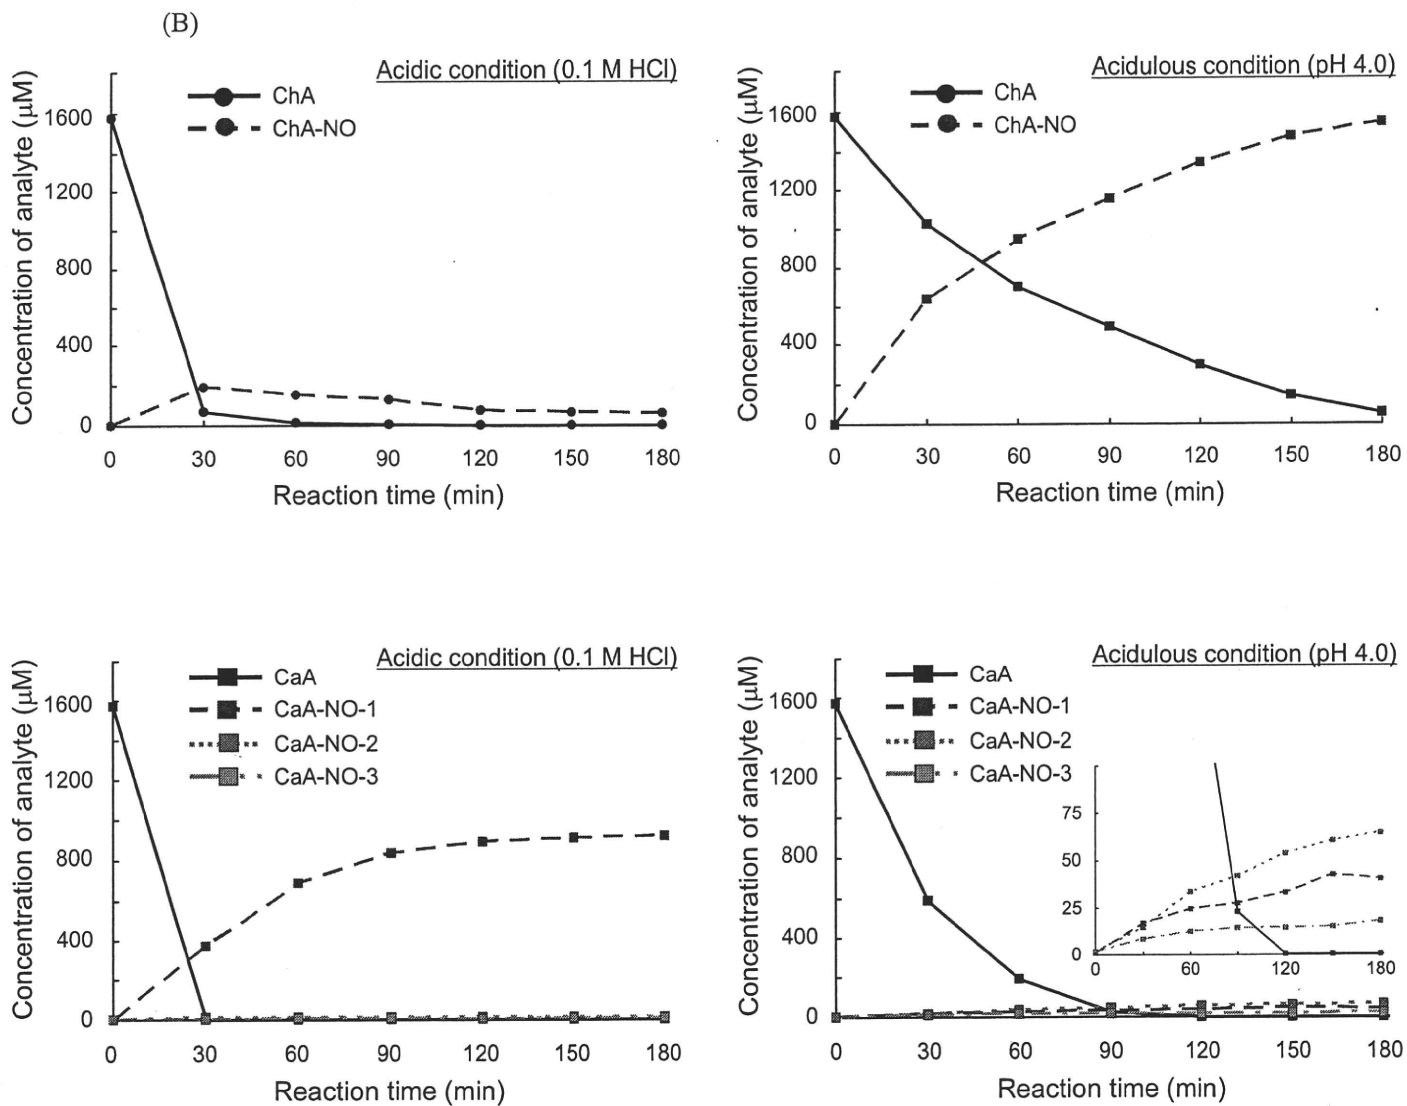 (B)
Acidic condition (0.1 M HCl)
ChA
ChA-NO
Concentration of analyte (μM)
1600
1200
800
400
0
0 30 60 90 120 150 180
Reaction time (min)
Acidulous condition (pH 4.0)
ChA
ChA-NO
Concentration of analyte (μM)
1600
1200
800
400
0
0 30 60 90 120 150 180
Reaction time (min)
Acidic condition (0.1 M HCl)
CaA
CaA-NO-1
CaA-NO-2
CaA-NO-3
Concentration of analyte (μM)
1600
1200
800
400
0
0 30 60 90 120 150 180
Reaction time (min)
Acidulous condition (pH 4.0)
CaA
CaA-NO-1
CaA-NO-2
CaA-NO-3
Concentration of analyte (μM)
1600
1200
800
400
0
75
50
25
0
0 60 120 180
0 30 60 90 120 150 180
Reaction time (min)